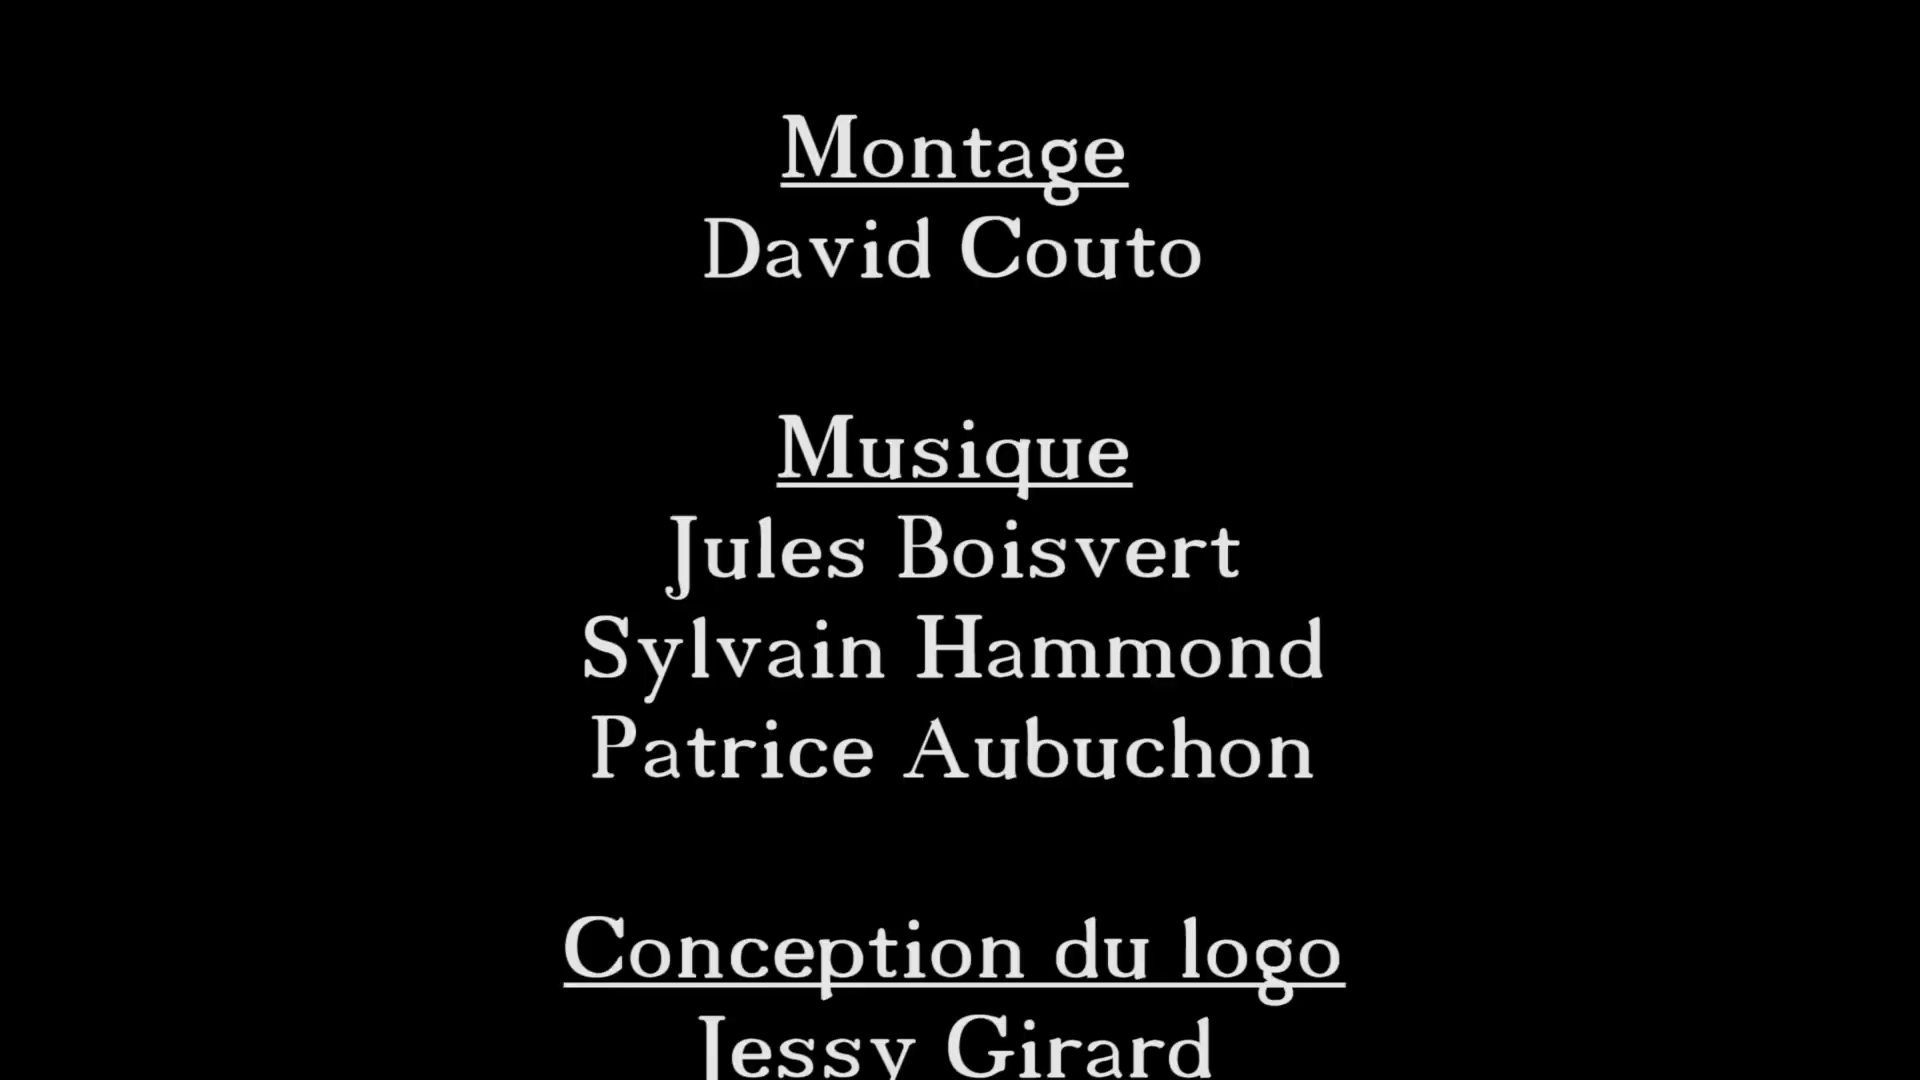 Montage
David Couto
Musique
Jules Boisvert
Sylvain Hammond
Patrice Aubuchon
Conception du logo
Jessy Girard